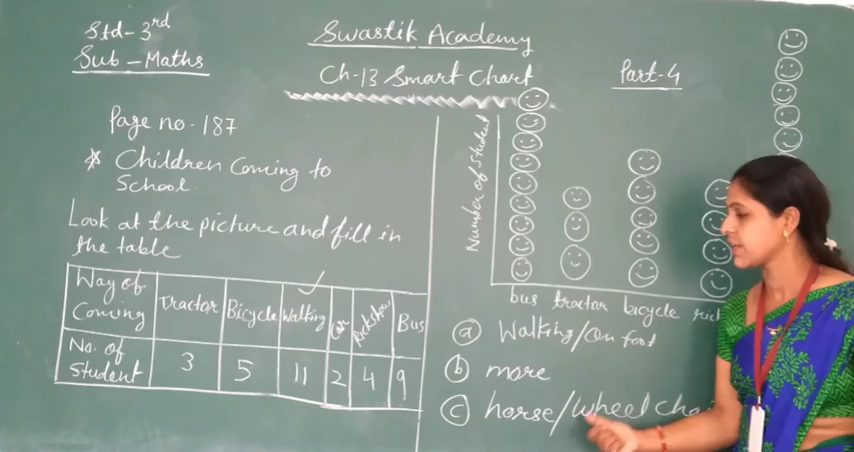 Std - 3rd
Sub - Maths
Swastik Academy
Ch-13 Smart Chart
Part-4
Page no. 187
* Children Coming to
School
Look at the picture and fill in
the table
Way of Coming Tractor Bicycle Walking Car Rickshaw Bus
No. of Student 3 5 11 2 4 9
Number of Student
bus tractor bicycle rick
(a) Walking/On foot
(b) more
(c) horse/Wheel Chai